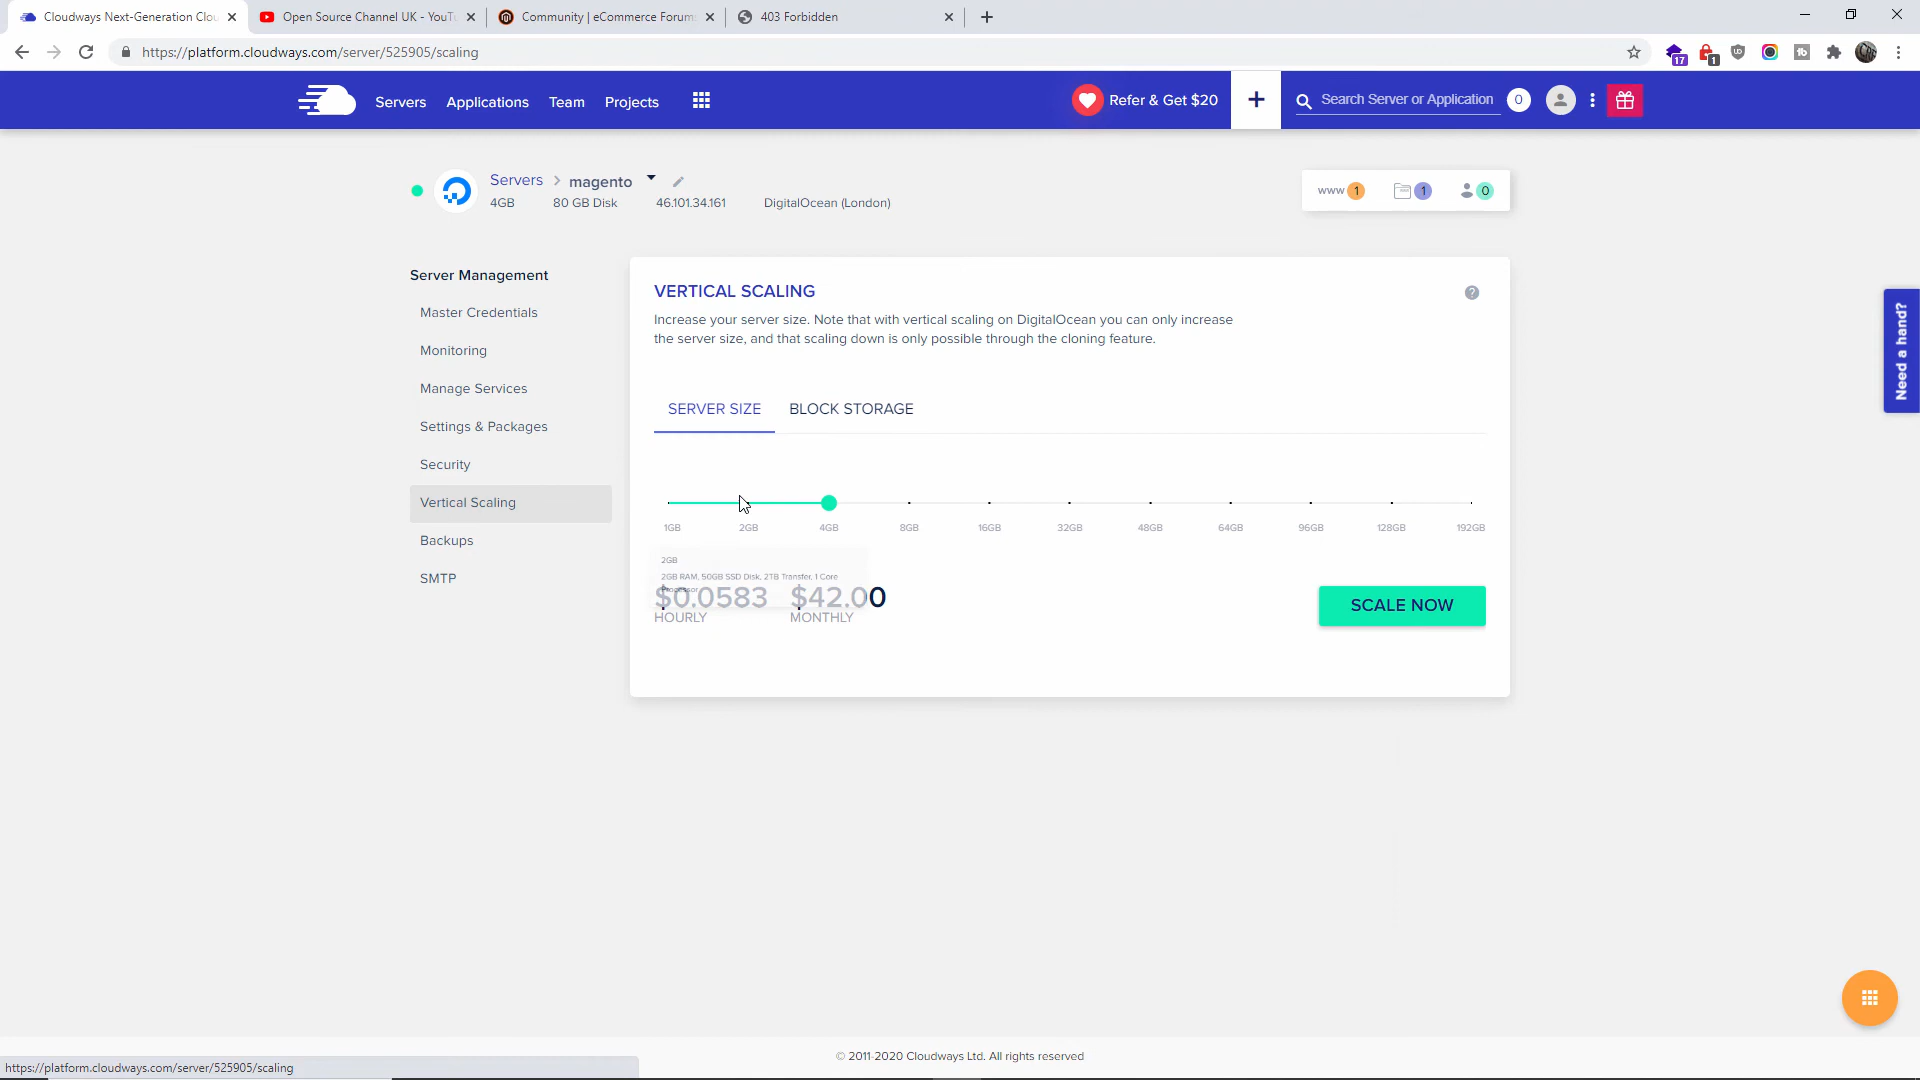 Cloudways Next-Generation Clou
Open Source Channel UK - YouTu
Community | eCommerce Forums
403 Forbidden
https://platform.cloudways.com/server/525905/scaling
17
1
Servers
Applications
Team
Projects
Refer & Get $20
+
Search Server or Application
0
Servers > magento
4GB
80 GB Disk
46.101.34.161
DigitalOcean (London)
www 1
1
0
Server Management
Master Credentials
Monitoring
Manage Services
Settings & Packages
Security
Vertical Scaling
Backups
SMTP
VERTICAL SCALING
?
Increase your server size. Note that with vertical scaling on DigitalOcean you can only increase
the server size, and that scaling down is only possible through the cloning feature.
SERVER SIZE
BLOCK STORAGE
1GB
2GB
4GB
8GB
16GB
32GB
48GB
64GB
96GB
128GB
192GB
2GB
2GB RAM, 50GB SSD Disk, 2TB Transfer, 1 Core
Processor
$0.0583
$42.00
HOURLY
MONTHLY
SCALE NOW
Need a hand?
© 2011-2020 Cloudways Ltd. All rights reserved
https://platform.cloudways.com/server/525905/scaling